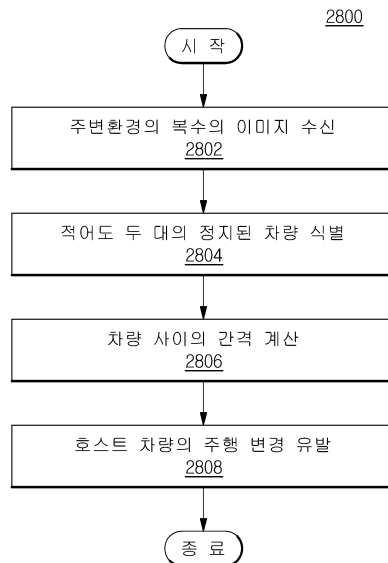 2800
시 작
주변환경의 복수의 이미지 수신
2802
적어도 두 대의 정지된 차량 식별
2804
차량 사이의 간격 계산
2806
호스트 차량의 주행 변경 유발
2808
종 료